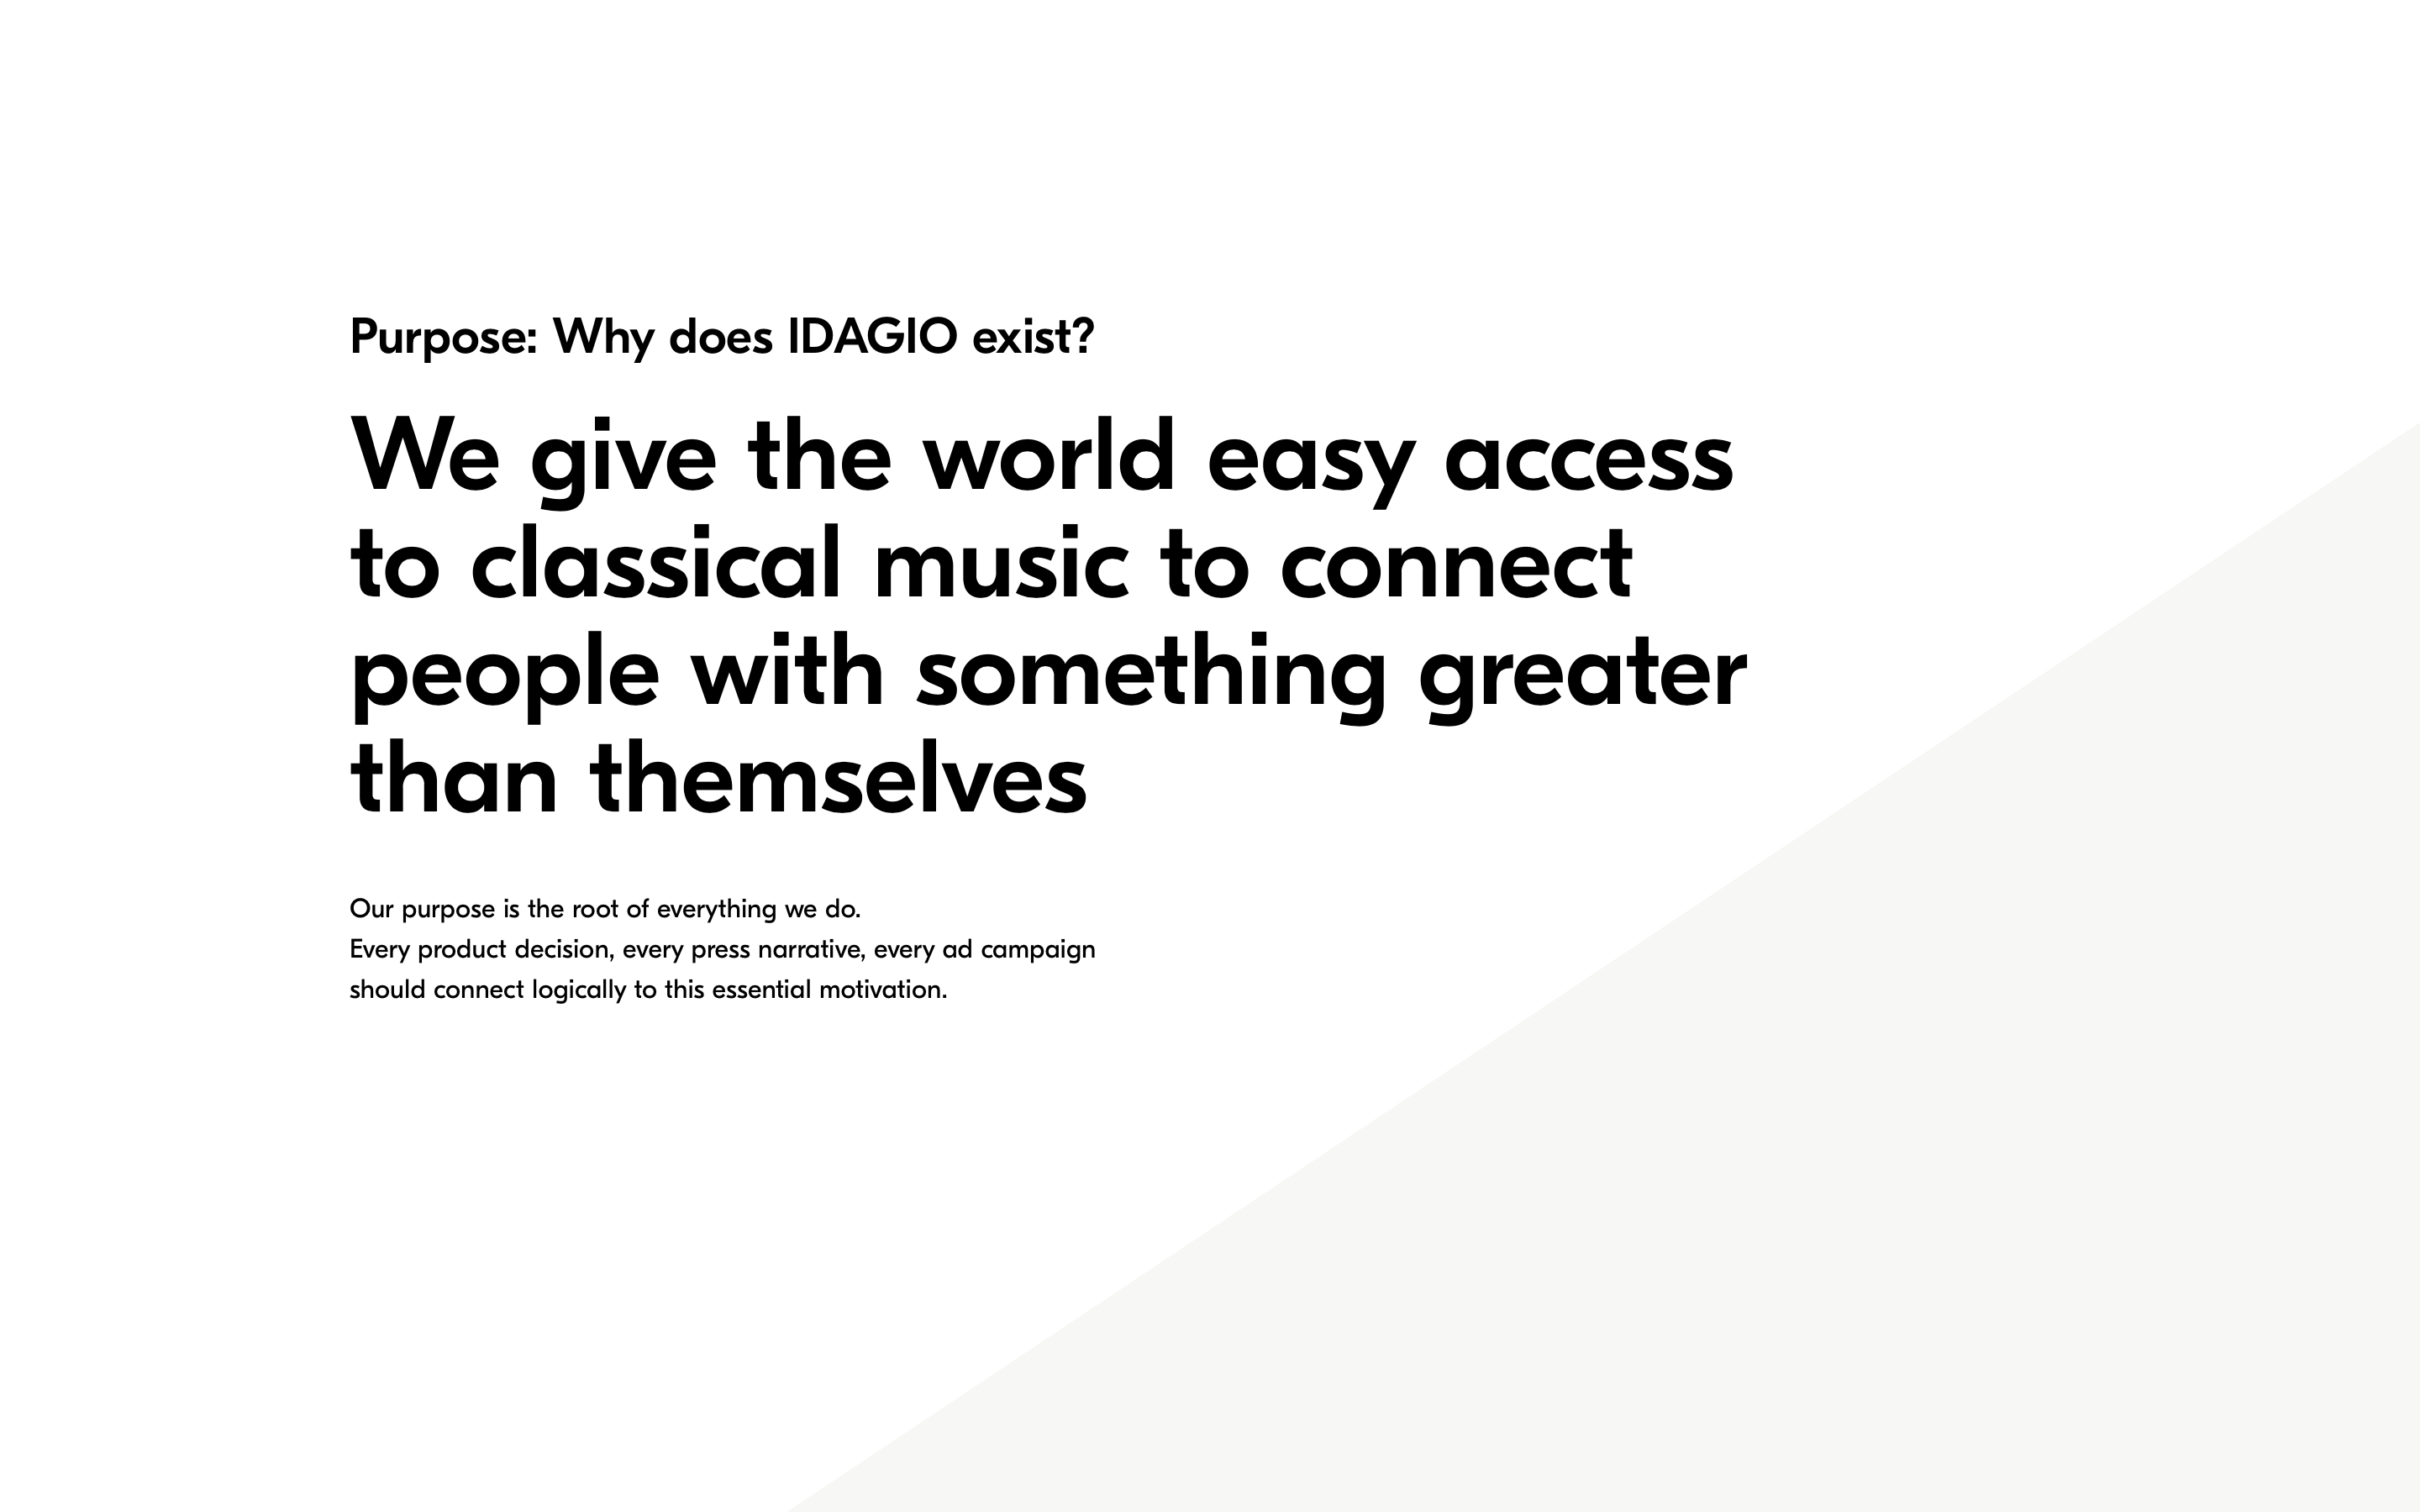 Purpose: Why does IDAGIO exist?
We give the world easy access
to classical music to connect
people with something greater
than themselves
Our purpose is the root of everything we do.
Every product decision, every press narrative, every ad campaign
should connect logically to this essential motivation.